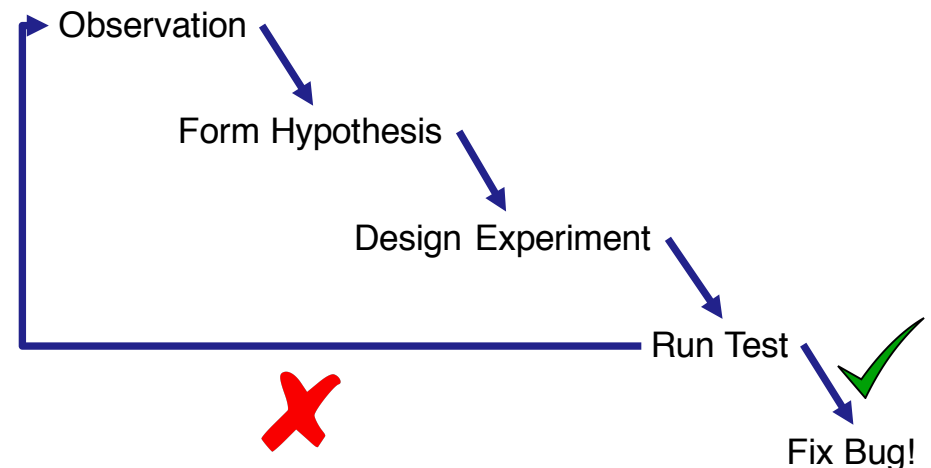 Observation
Form Hypothesis
Design Experiment
Run Test
Fix Bug!